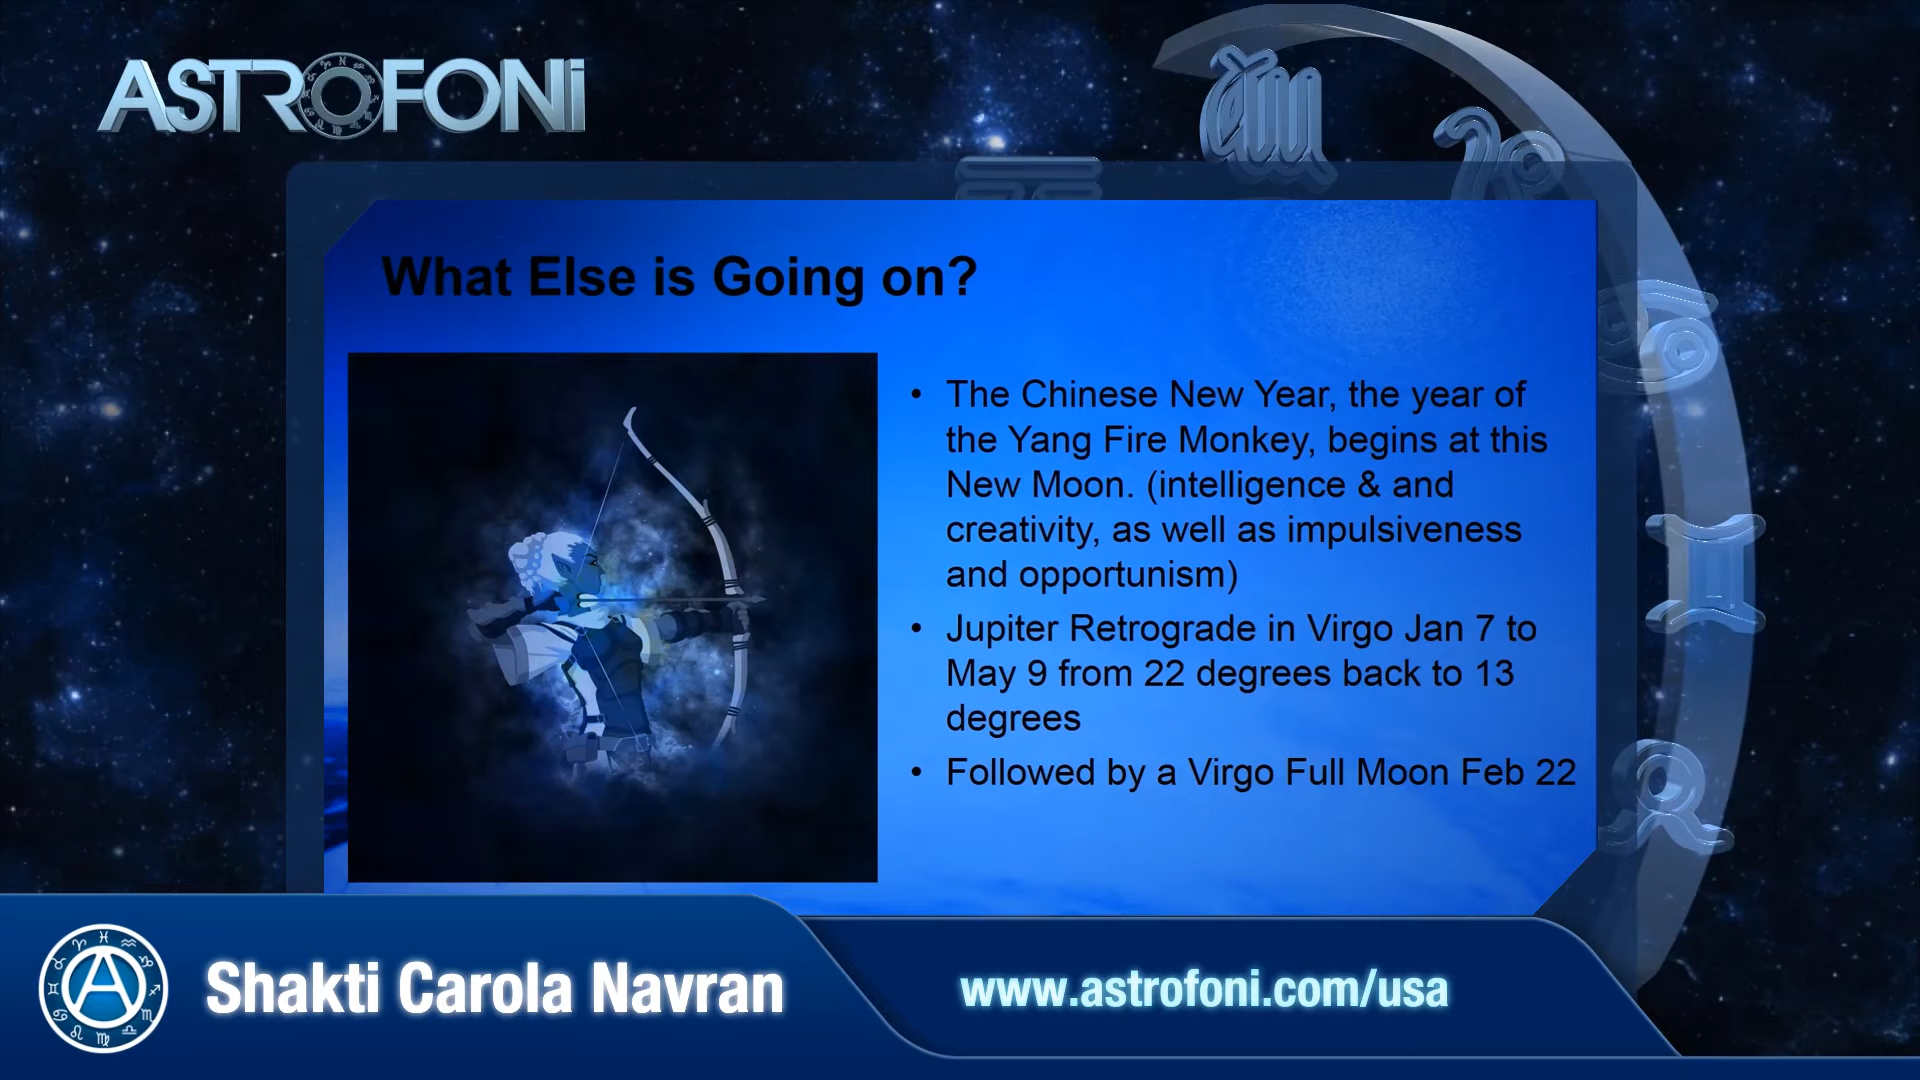 ASTROFONi
What Else is Going on?
• The Chinese New Year, the year of
the Yang Fire Monkey, begins at this
New Moon. (intelligence & and
creativity, as well as impulsiveness
and opportunism)
• Jupiter Retrograde in Virgo Jan 7 to
May 9 from 22 degrees back to 13
degrees
• Followed by a Virgo Full Moon Feb 22
A
Shakti Carola Navran
www.astrofoni.com/usa